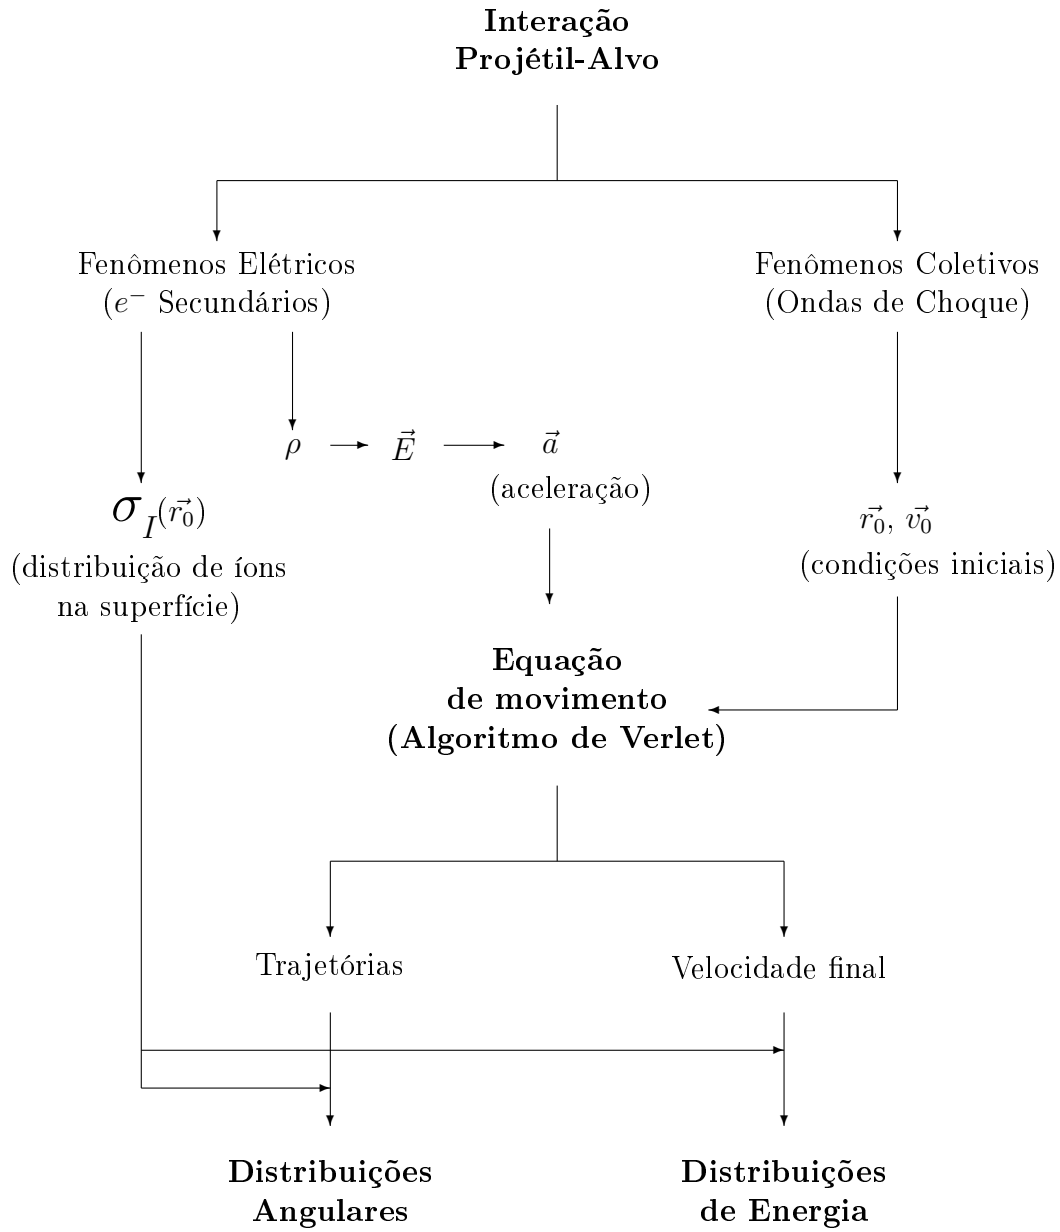 Interação
Projétil-Alvo
Fenômenos Elétricos
(e⁻ Secundários)
Fenômenos Coletivos
(Ondas de Choque)
ρ
E⃗
a⃗
(aceleração)
σ_I(r⃗₀)
(distribuição de íons
na superfície)
r⃗₀, v⃗₀
(condições iniciais)
Equação
de movimento
(Algoritmo de Verlet)
Trajetórias
Velocidade final
Distribuições
Angulares
Distribuições
de Energia